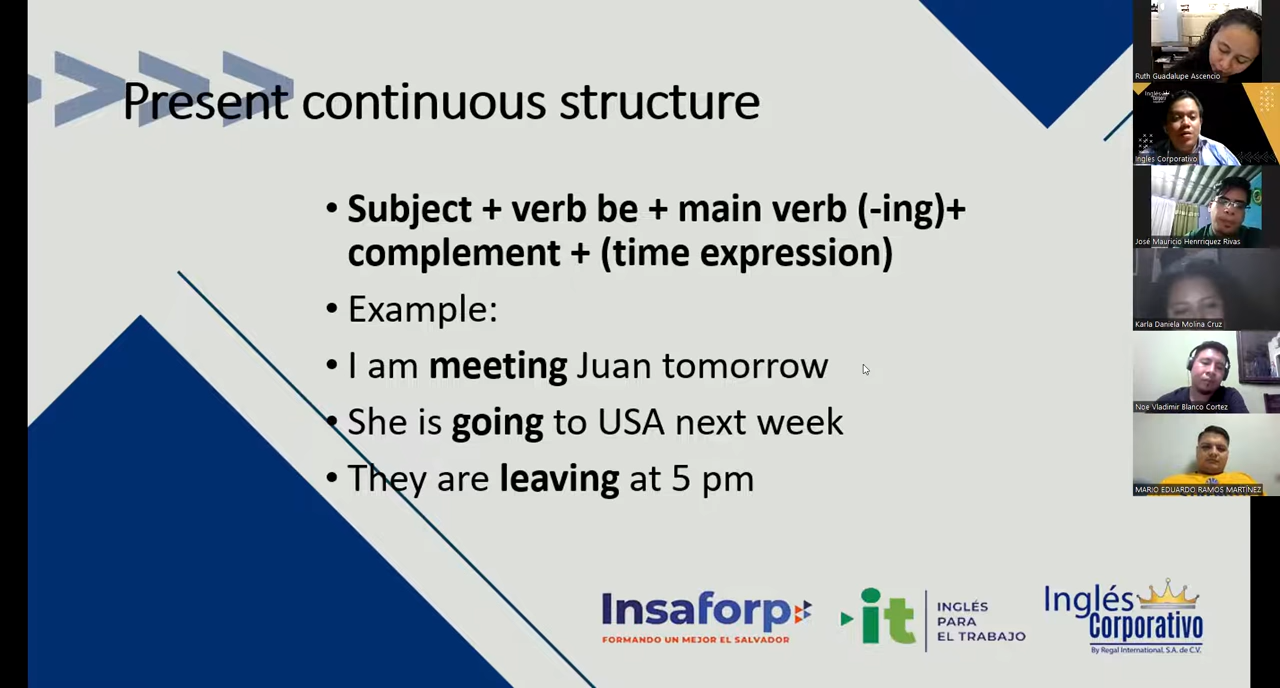 Present continuous structure
• Subject + verb be + main verb (-ing)+
complement + (time expression)
• Example:
• I am meeting Juan tomorrow
• She is going to USA next week
• They are leaving at 5 pm
Insaforp
FORMANDO UN MEJOR EL SALVADOR
it
INGLÉS
PARA
EL TRABAJO
Inglés
Corporativo
By Regal International, S.A. de C.V.
Ruth Guadalupe Ascencio
Inglés Corporativo
José Mauricio Henrriquez Rivas
Karla Daniela Molina Cruz
Noé Vladimir Blanco Cortez
MARIO EDUARDO RAMOS MARTÍNEZ